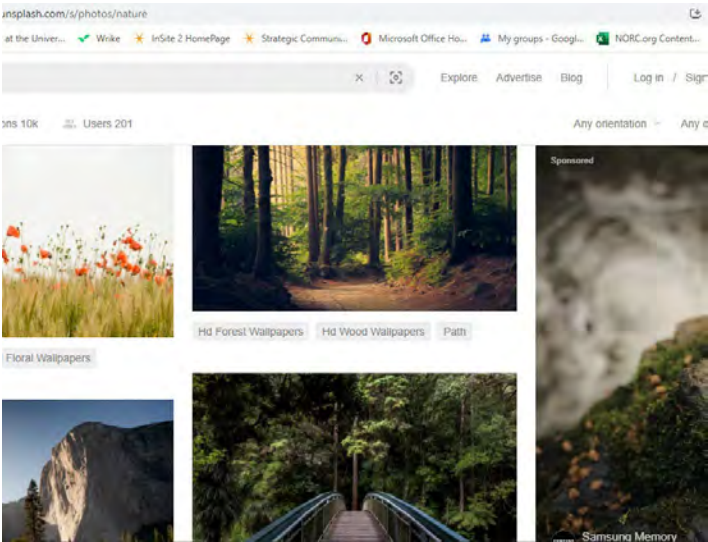 unsplash.com/s/photos/nature
at the Univer... Wrike InSite 2 HomePage Strategic Communi... Microsoft Office Ho... My groups - Googl... NORC.org Content...
Explore Advertise Blog Log in / Sign
ons 10k Users 201 Any orientation Any c
Sponsored
Hd Forest Wallpapers Hd Wood Wallpapers Path
Floral Wallpapers
Samsung Memory